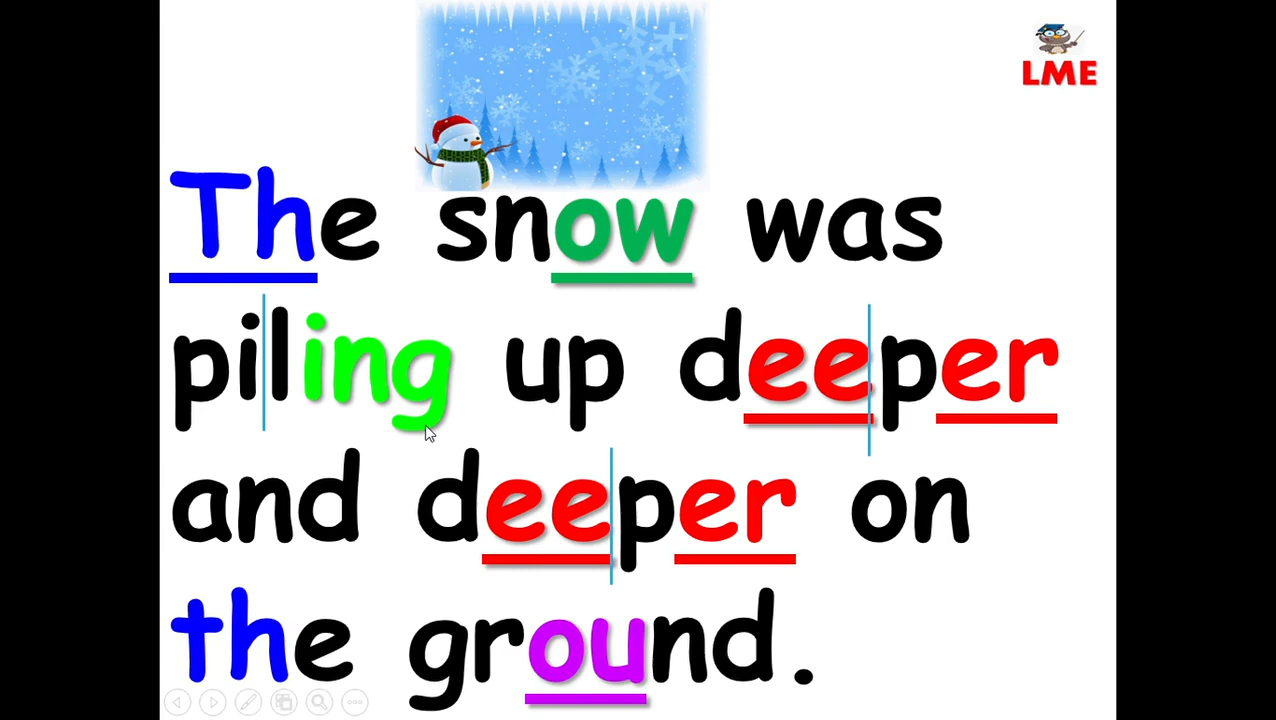 LME
The snow was
piling up deeper
and deeper on
the ground.